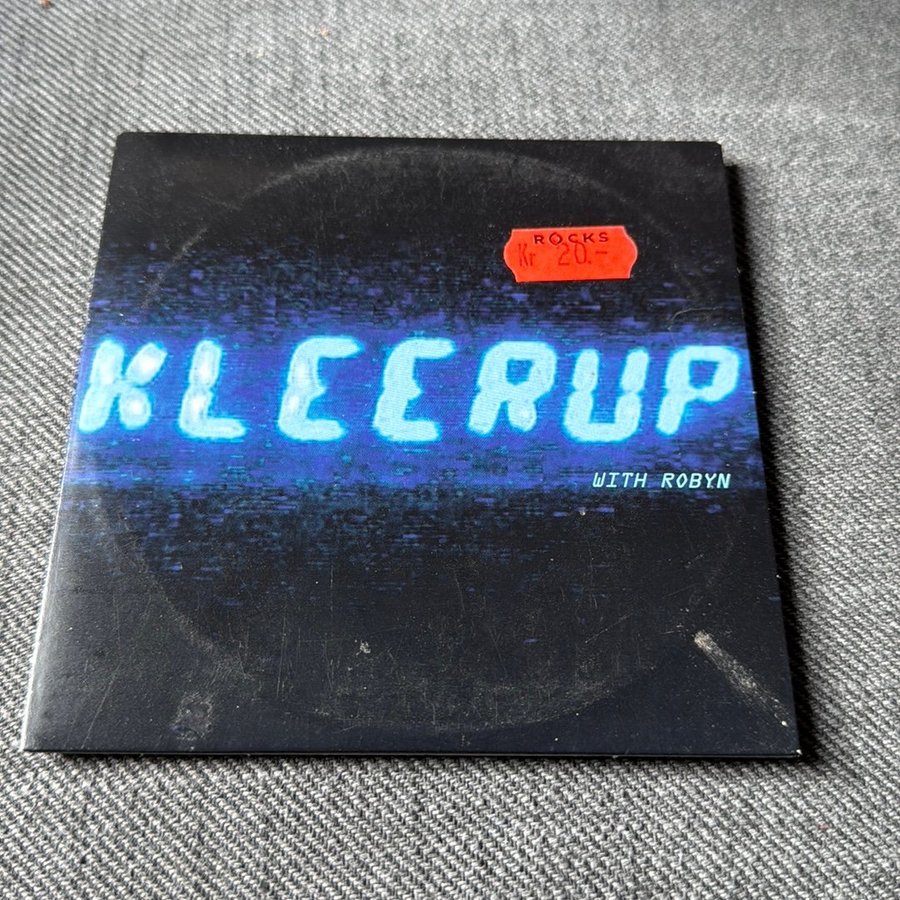 ROCKS
Kr 20.-
KLEERUP
WITH ROBYN